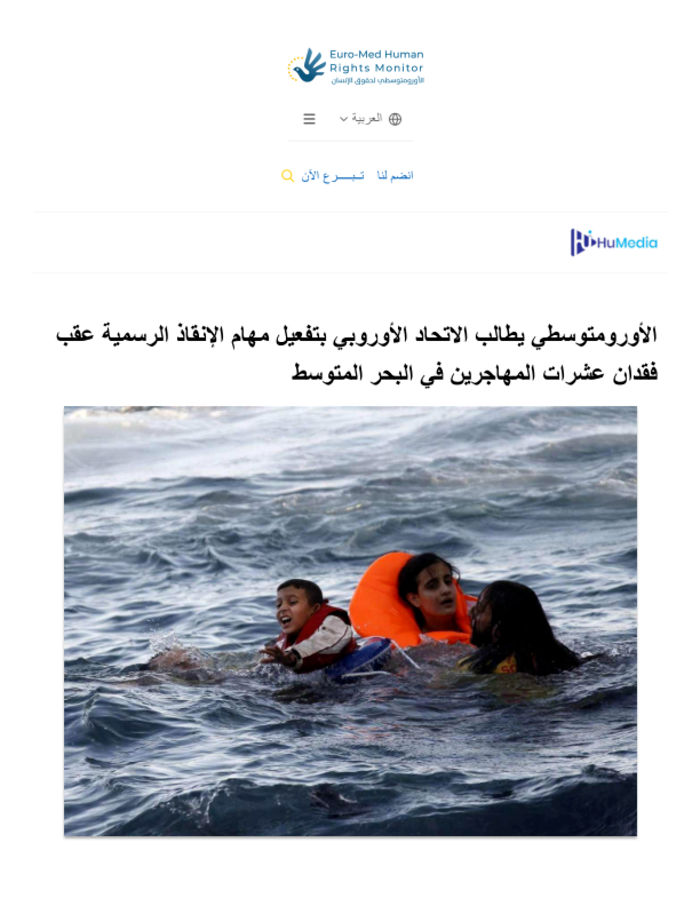 Euro-Med Human
Rights Monitor
الأورومتوسطي لحقوق الإنسان
العربية
انضم لنا تـبـــــرع الآن
HuMedia
الأورومتوسطي يطالب الاتحاد الأوروبي بتفعيل مهام الإنقاذ الرسمية عقب
فقدان عشرات المهاجرين في البحر المتوسط